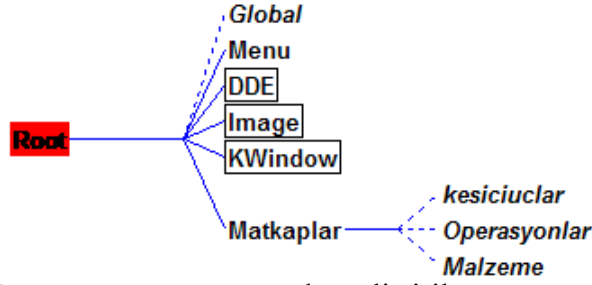 Global
Menu
DDE
Image
KWindow
Root
Matkaplar
kesiciuclar
Operasyonlar
Malzeme